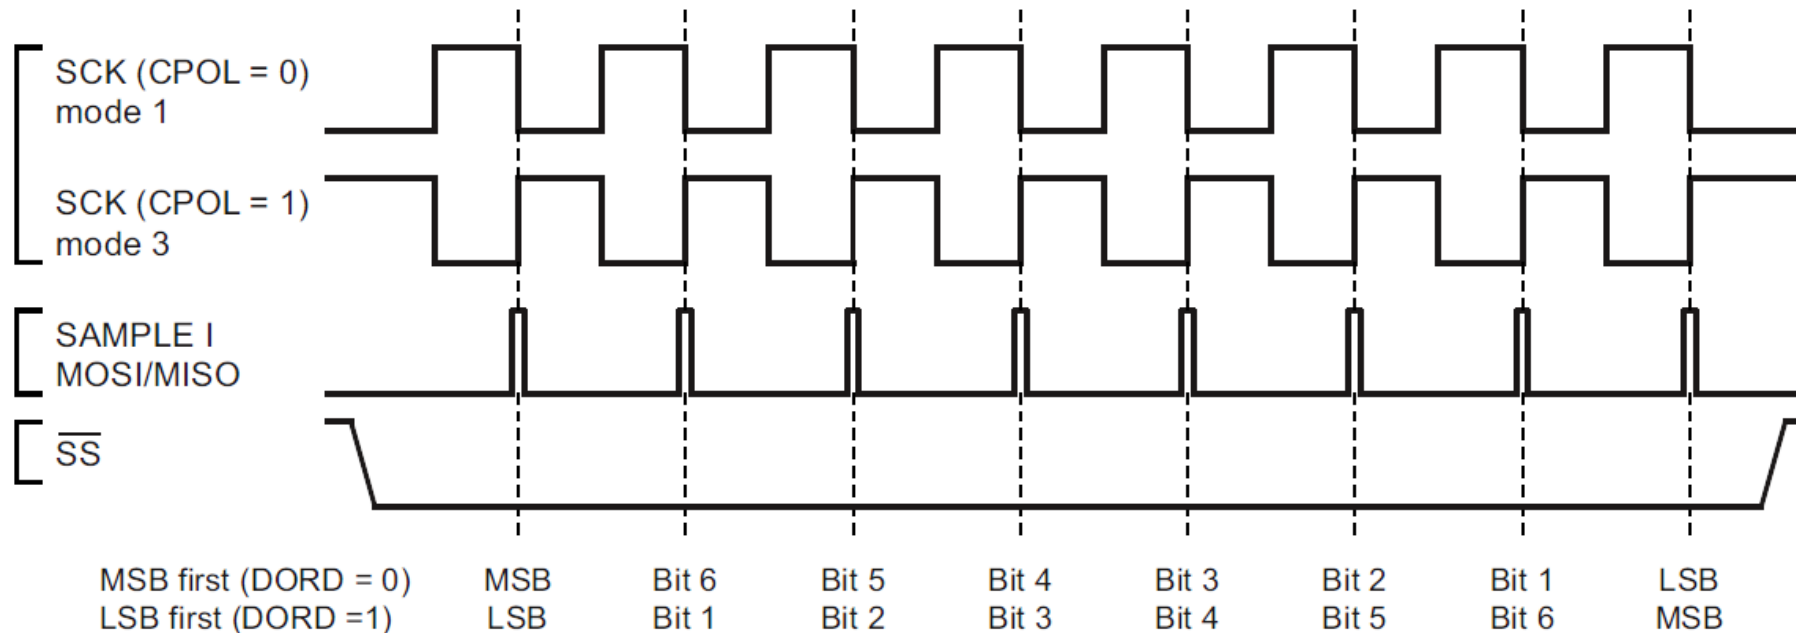 SCK (CPOL = 0)
mode 1
SCK (CPOL = 1)
mode 3
SAMPLE I
MOSI/MISO
SS
MSB first (DORD = 0) MSB Bit 6 Bit 5 Bit 4 Bit 3 Bit 2 Bit 1 LSB
LSB first (DORD =1) LSB Bit 1 Bit 2 Bit 3 Bit 4 Bit 5 Bit 6 MSB